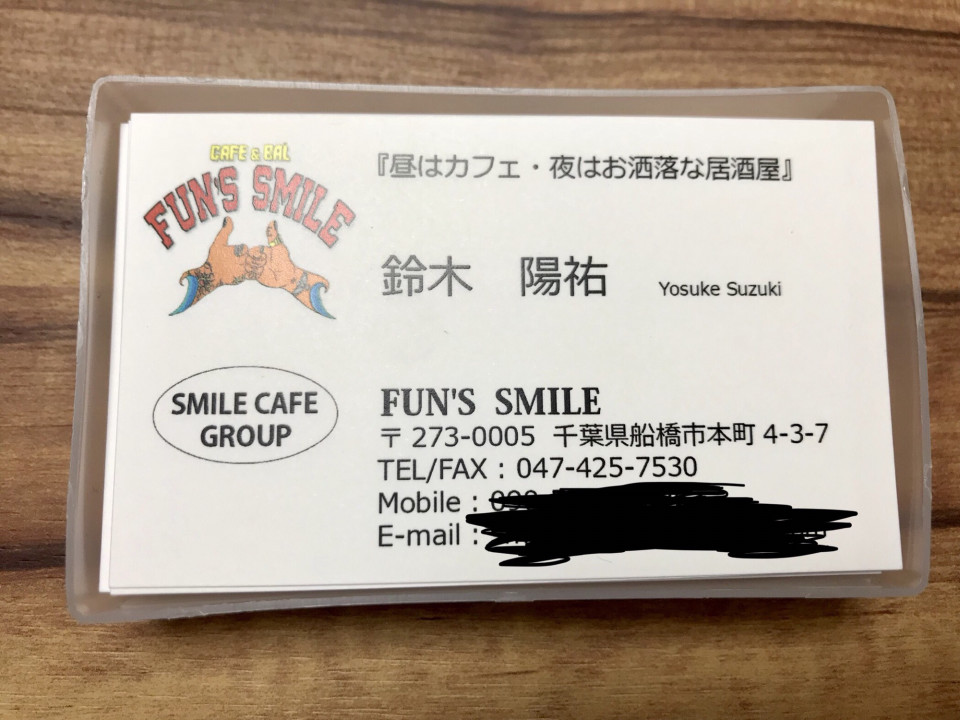 CAFE & BAL
FUN'S SMILE
『昼はカフェ・夜はお洒落な居酒屋』
鈴木 陽祐 Yosuke Suzuki
SMILE CAFE
GROUP
FUN'S SMILE
〒273-0005 千葉県船橋市本町 4-3-7
TEL/FAX : 047-425-7530
Mobile :
E-mail :